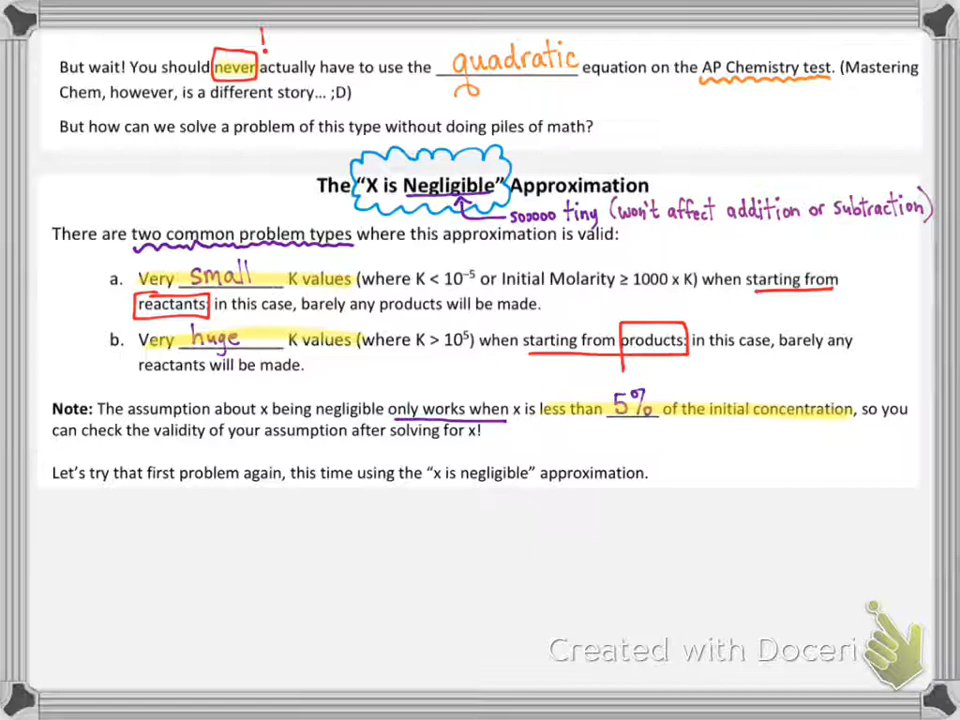 !
But wait! You should never actually have to use the quadratic equation on the AP Chemistry test. (Mastering
Chem, however, is a different story... ;D)
But how can we solve a problem of this type without doing piles of math?
The “X is Negligible” Approximation
sooooo tiny (won't affect addition or subtraction)
There are two common problem types where this approximation is valid:
a. Very small K values (where K < 10⁻⁵ or Initial Molarity ≥ 1000 x K) when starting from
reactants; in this case, barely any products will be made.
b. Very huge K values (where K > 10⁵) when starting from products; in this case, barely any
reactants will be made.
Note: The assumption about x being negligible only works when x is less than 5% of the initial concentration, so you
can check the validity of your assumption after solving for x!
Let’s try that first problem again, this time using the “x is negligible” approximation.
Created with Doceri